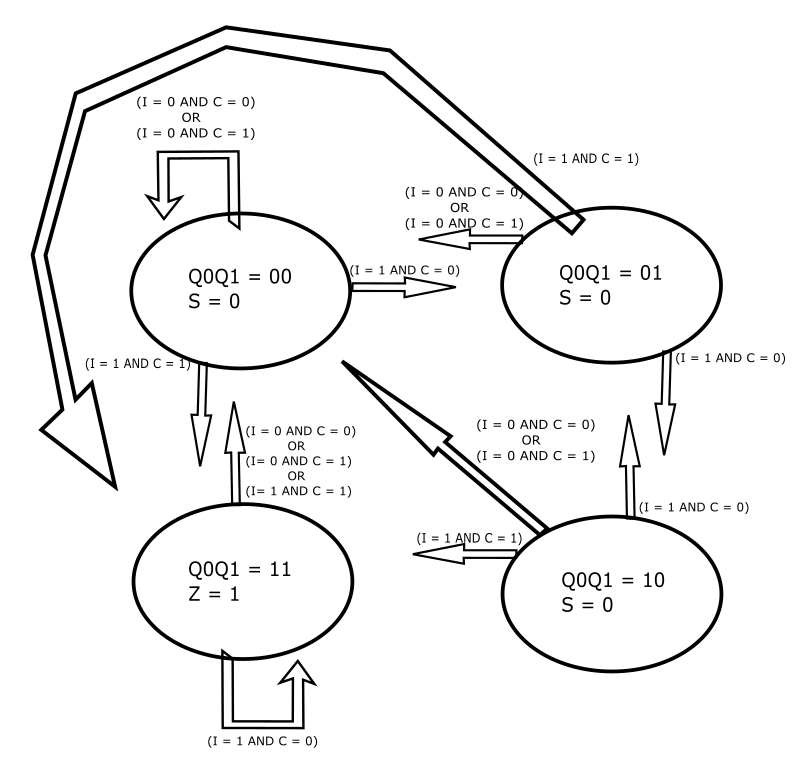 (I = 0 AND C = 0)
OR
(I = 0 AND C = 1)
(I = 1 AND C = 1)
(I = 0 AND C = 0)
OR
(I = 0 AND C = 1)
Q0Q1 = 00
S = 0
(I = 1 AND C = 0)
Q0Q1 = 01
S = 0
(I = 1 AND C = 1)
(I = 1 AND C = 0)
(I = 0 AND C = 0)
OR
(I= 0 AND C = 1)
OR
(I= 1 AND C = 1)
(I = 0 AND C = 0)
OR
(I = 0 AND C = 1)
(I = 1 AND C = 0)
(I = 1 AND C = 1)
Q0Q1 = 11
Z = 1
Q0Q1 = 10
S = 0
(I = 1 AND C = 0)